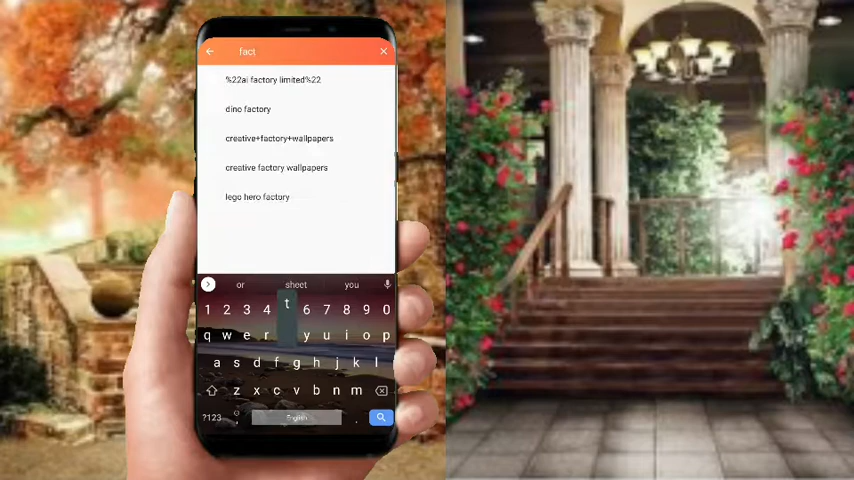 fact
%22ai factory limited%22
dino factory
creative+factory+wallpapers
creative factory wallpapers
lego hero factory
or sheet you
1 2 3 4 t 6 7 8 9 0
q w e r y u i o p
a s d f g h j k l
z x c v b n m
?123 , English .